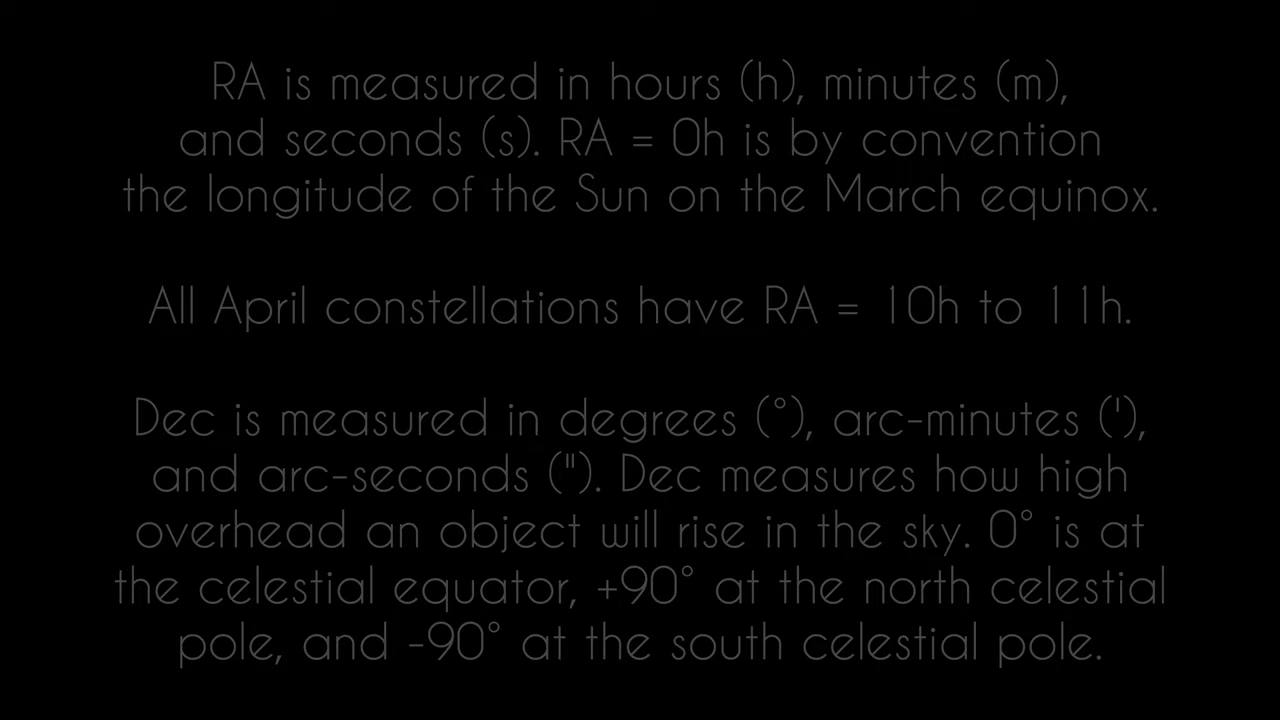 RA is measured in hours (h), minutes (m),
and seconds (s). RA = 0h is by convention
the longitude of the Sun on the March equinox.
All April constellations have RA = 10h to 11h.
Dec is measured in degrees (°), arc-minutes ('),
and arc-seconds ("). Dec measures how high
overhead an object will rise in the sky. 0° is at
the celestial equator, +90° at the north celestial
pole, and -90° at the south celestial pole.